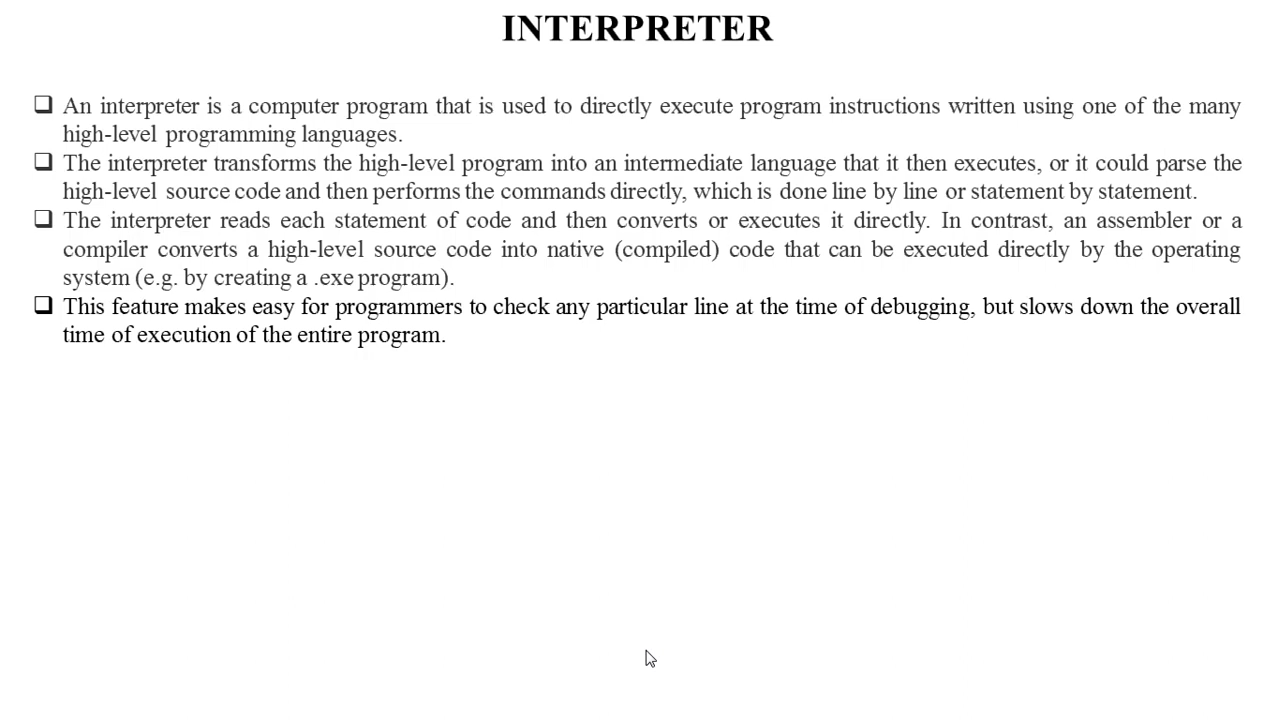 INTERPRETER
❑ An interpreter is a computer program that is used to directly execute program instructions written using one of the many
high-level programming languages.
❑ The interpreter transforms the high-level program into an intermediate language that it then executes, or it could parse the
high-level source code and then performs the commands directly, which is done line by line or statement by statement.
❑ The interpreter reads each statement of code and then converts or executes it directly. In contrast, an assembler or a
compiler converts a high-level source code into native (compiled) code that can be executed directly by the operating
system (e.g. by creating a .exe program).
❑ This feature makes easy for programmers to check any particular line at the time of debugging, but slows down the overall
time of execution of the entire program.